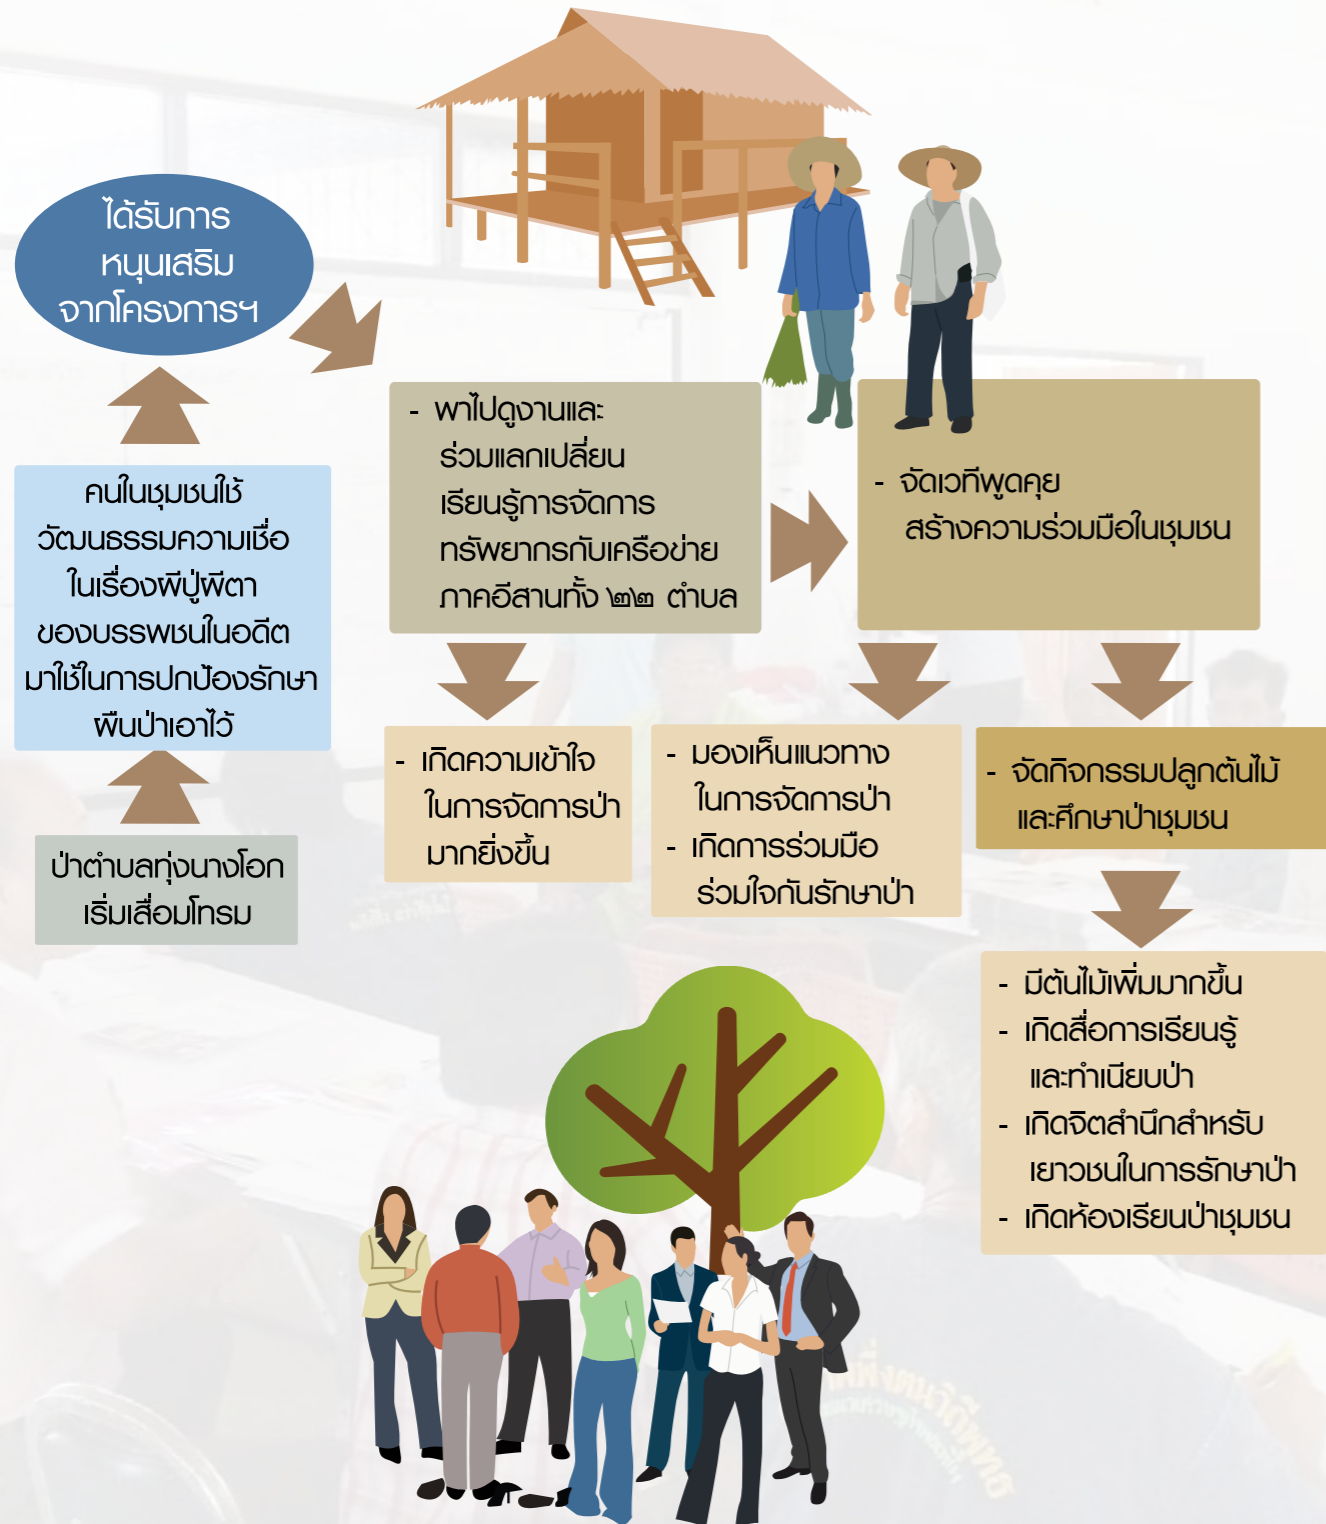 ได้รับการ
หนุนเสริม
จากโครงการฯ
คนในชุมชนใช้
วัฒนธรรมความเชื่อ
ในเรื่องผีปู่ผีตา
ของบรรพชนในอดีต
มาใช้ในการปกป้องรักษา
ผืนป่าเอาไว้
ป่าตำบลทุ่งนางโอก
เริ่มเสื่อมโทรม
- พาไปดูงานและ
ร่วมแลกเปลี่ยน
เรียนรู้การจัดการ
ทรัพยากรกับเครือข่าย
ภาคอีสานทั้ง ๒๒ ตำบล
- จัดเวทีพูดคุย
สร้างความร่วมมือในชุมชน
- เกิดความเข้าใจ
ในการจัดการป่า
มากยิ่งขึ้น
- มองเห็นแนวทาง
ในการจัดการป่า
- เกิดการร่วมมือ
ร่วมใจกันรักษาป่า
- จัดกิจกรรมปลูกต้นไม้
และศึกษาป่าชุมชน
- มีต้นไม้เพิ่มมากขึ้น
- เกิดสื่อการเรียนรู้
และทำเนียบป่า
- เกิดจิตสำนึกสำหรับ
เยาวชนในการรักษาป่า
- เกิดห้องเรียนป่าชุมชน